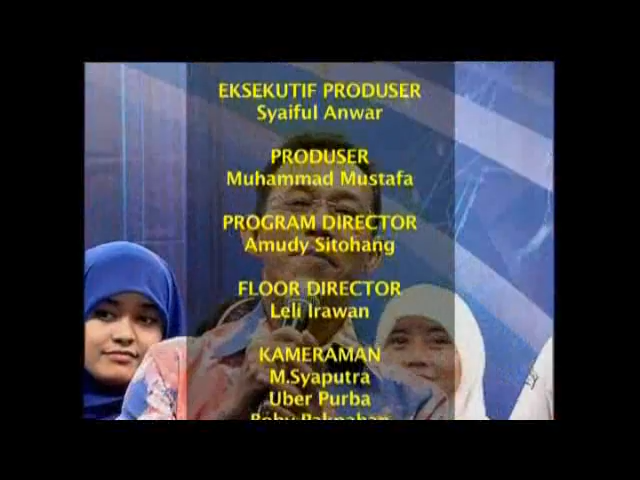 EKSEKUTIF PRODUSER
Syaiful Anwar
PRODUSER
Muhammad Mustafa
PROGRAM DIRECTOR
Amudy Sitohang
FLOOR DIRECTOR
Leli Irawan
KAMERAMAN
M.Syaputra
Uber Purba